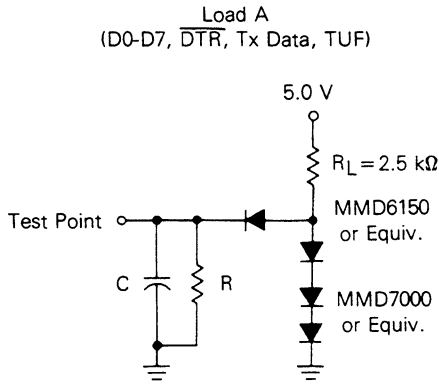 Load A
(D0-D7, DTR, Tx Data, TUF)
5.0 V
RL=2.5 kΩ
Test Point
MMD6150
or Equiv.
C
R
MMD7000
or Equiv.